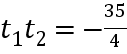 t₁t₂ = −35/4